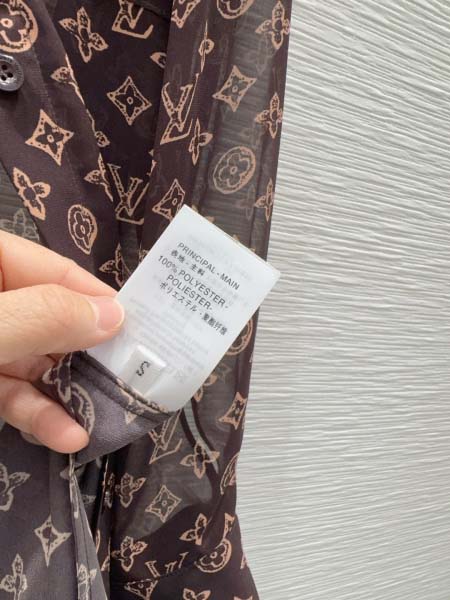 PRINCIPAL - MAIN
表地・主料
100% POLYESTER -
POLIESTER-
ポリエステル・聚酯纤维
S